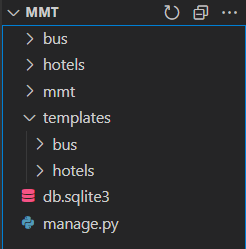 MMT
bus
hotels
mmt
templates
bus
hotels
db.sqlite3
manage.py